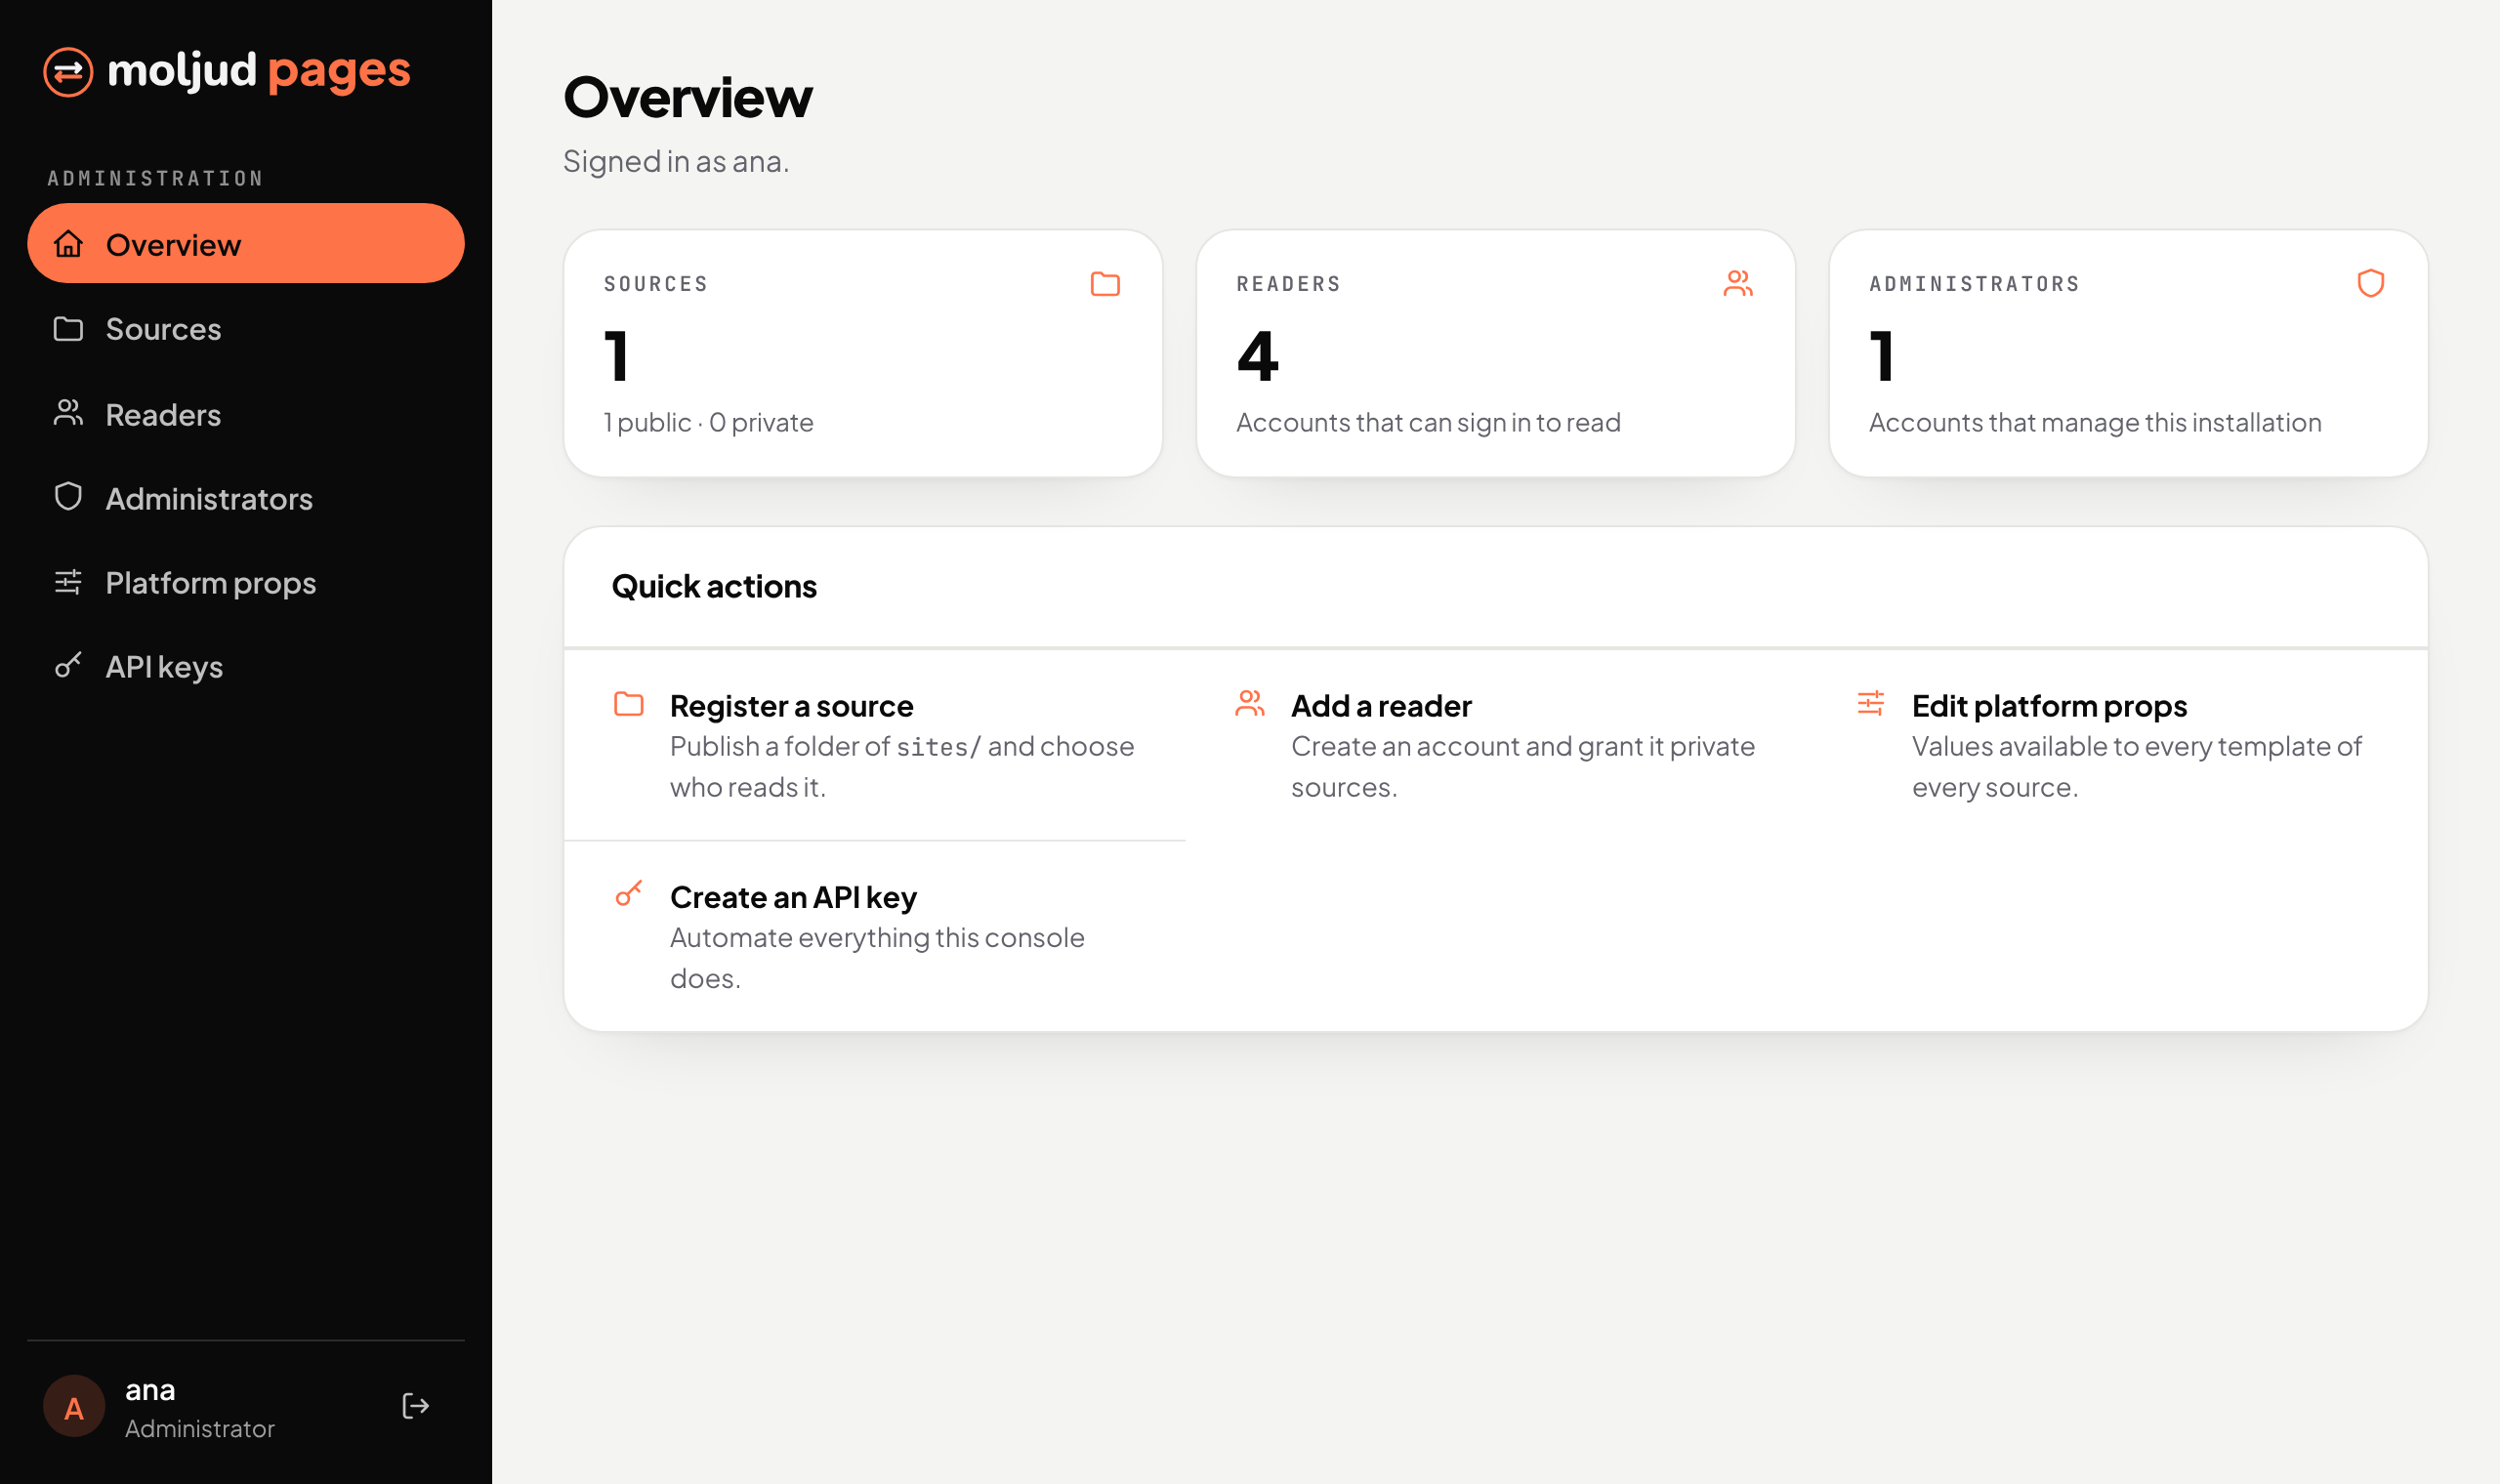 moljud pages
ADMINISTRATION
Overview
Sources
Readers
Administrators
Platform props
API keys
A
ana
Administrator
Overview
Signed in as ana.
SOURCES
1
1 public · 0 private
READERS
4
Accounts that can sign in to read
ADMINISTRATORS
1
Accounts that manage this installation
Quick actions
Register a source
Publish a folder of sites/ and choose
who reads it.
Add a reader
Create an account and grant it private
sources.
Edit platform props
Values available to every template of
every source.
Create an API key
Automate everything this console
does.